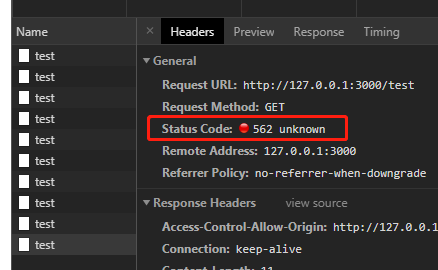 Name
× Headers Preview Response Timing
test
test
test
test
test
test
test
test
test
test
General
Request URL: http://127.0.0.1:3000/test
Request Method: GET
Status Code: 562 unknown
Remote Address: 127.0.0.1:3000
Referrer Policy: no-referrer-when-downgrade
Response Headers view source
Access-Control-Allow-Origin: http://127.0.0.1
Connection: keep-alive
Content-Length: 11